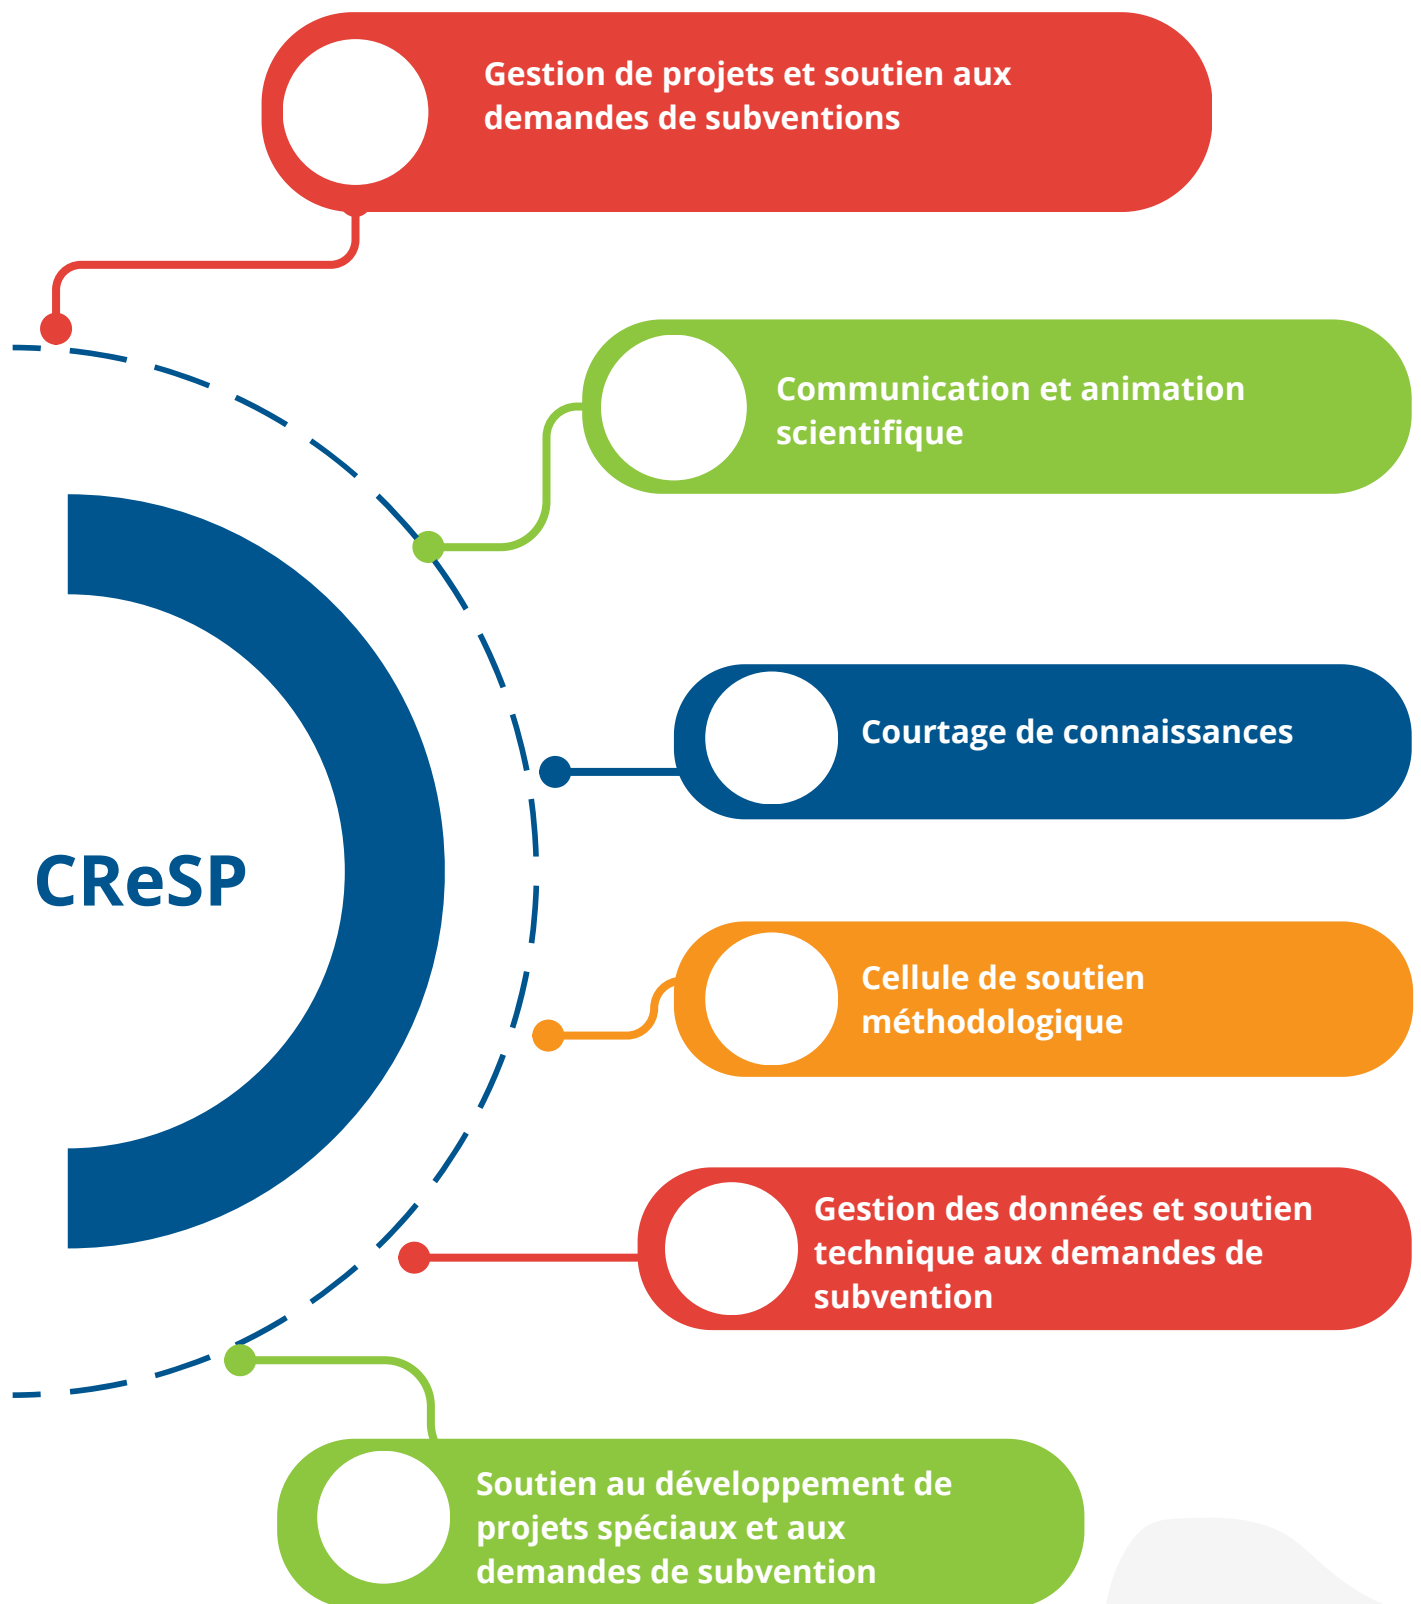 Gestion de projets et soutien aux
demandes de subventions
Communication et animation
scientifique
Courtage de connaissances
CReSP
Cellule de soutien
méthodologique
Gestion des données et soutien
technique aux demandes de
subvention
Soutien au développement de
projets spéciaux et aux
demandes de subvention